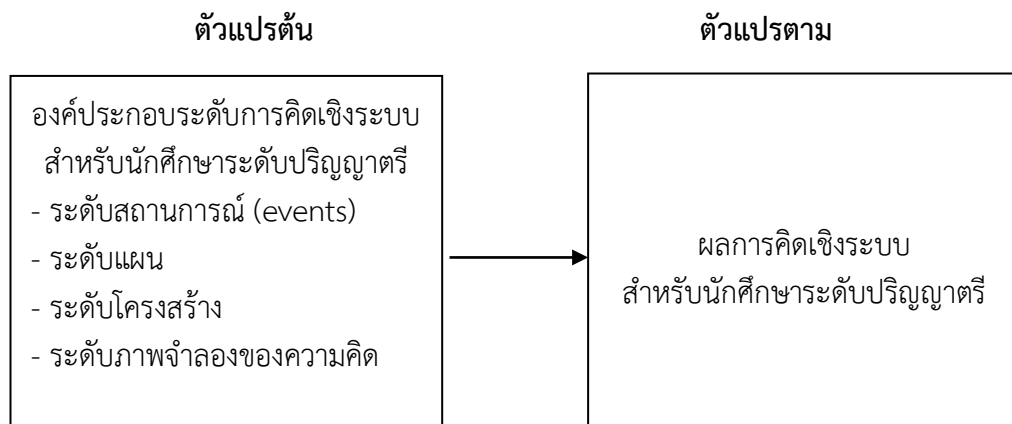 ตัวแปรต้น
ตัวแปรตาม
องค์ประกอบระดับการคิดเชิงระบบ
สำหรับนักศึกษาระดับปริญญาตรี
- ระดับสถานการณ์ (events)
- ระดับแผน
- ระดับโครงสร้าง
- ระดับภาพจำลองของความคิด
ผลการคิดเชิงระบบ
สำหรับนักศึกษาระดับปริญญาตรี